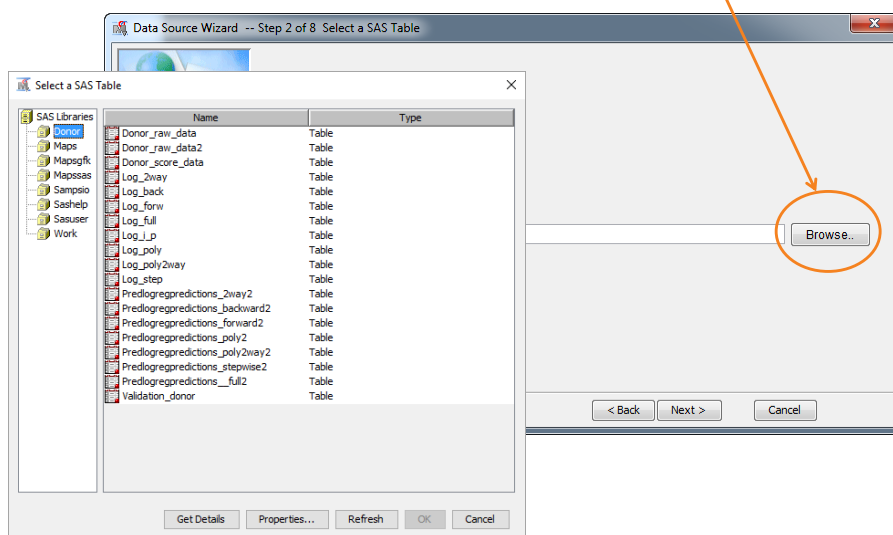 Data Source Wizard -- Step 2 of 8 Select a SAS Table
Select a SAS Table
SAS Libraries
Donor
Maps
Mapsgfk
Mapssas
Sampsio
Sashelp
Sasuser
Work
Name Type
Donor_raw_data Table
Donor_raw_data2 Table
Donor_score_data Table
Log_2way Table
Log_back Table
Log_forw Table
Log_full Table
Log_i_p Table
Log_poly Table
Log_poly2way Table
Log_step Table
Predlogregpredictions_2way2 Table
Predlogregpredictions_backward2 Table
Predlogregpredictions_forward2 Table
Predlogregpredictions_poly2 Table
Predlogregpredictions_poly2way2 Table
Predlogregpredictions_stepwise2 Table
Predlogregpredictions__full2 Table
Validation_donor Table
Browse..
< Back Next > Cancel
Get Details Properties... Refresh OK Cancel